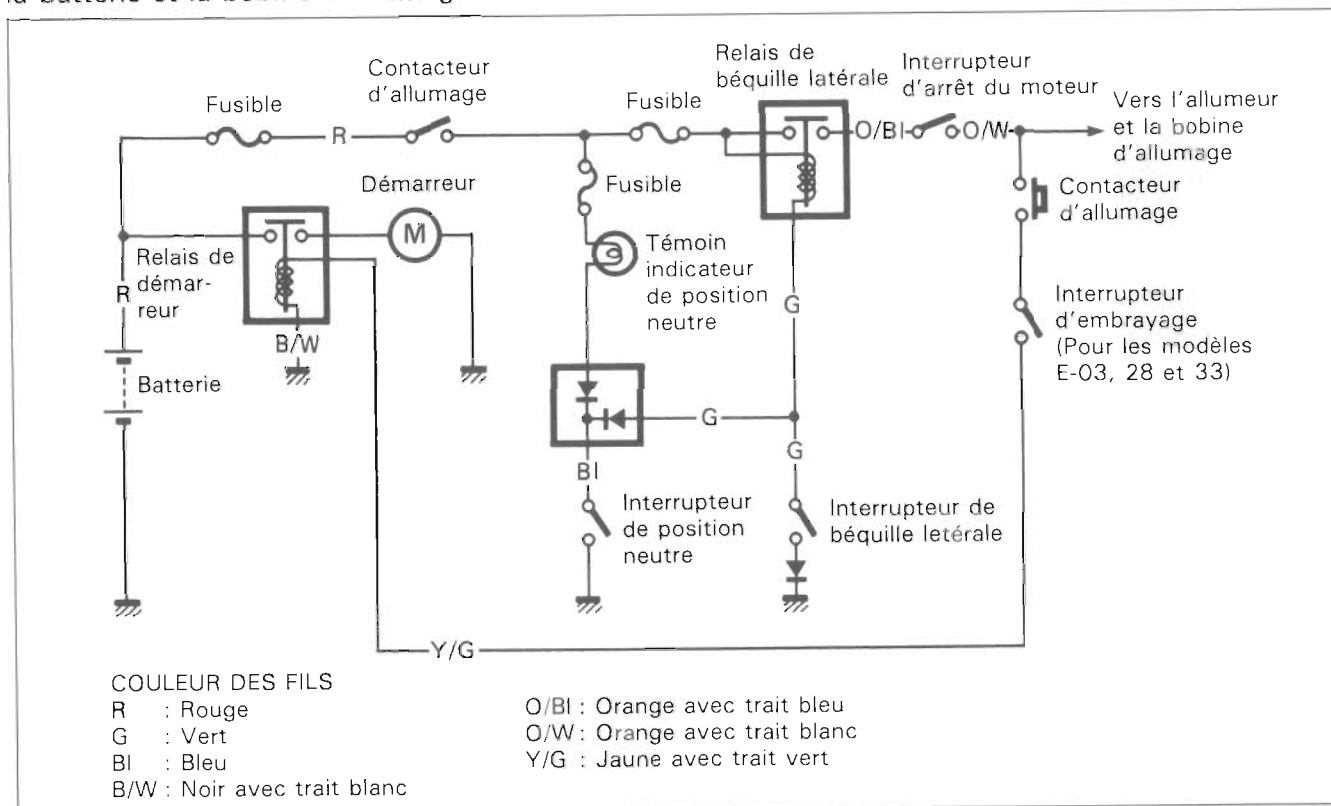 Relais de
béquille latérale
Interrupteur
d'arrêt du moteur
Contacteur
d'allumage
Fusible
Fusible
Vers l'allumeur
et la bobine
d'allumage
R
O/Bl
O/W
Démarreur
Fusible
Contacteur
d'allumage
M
Relais de
démar-
reur
Témoin
indicateur
de position
neutre
R
G
Interrupteur
d'embrayage
(Pour les modèles
E-03, 28 et 33)
B/W
Batterie
G
G
Bl
Interrupteur
de position
neutre
Interrupteur de
béquille letérale
Y/G
COULEUR DES FILS
R : Rouge
G : Vert
Bl : Bleu
B/W : Noir avec trait blanc
O/Bl : Orange avec trait bleu
O/W : Orange avec trait blanc
Y/G : Jaune avec trait vert